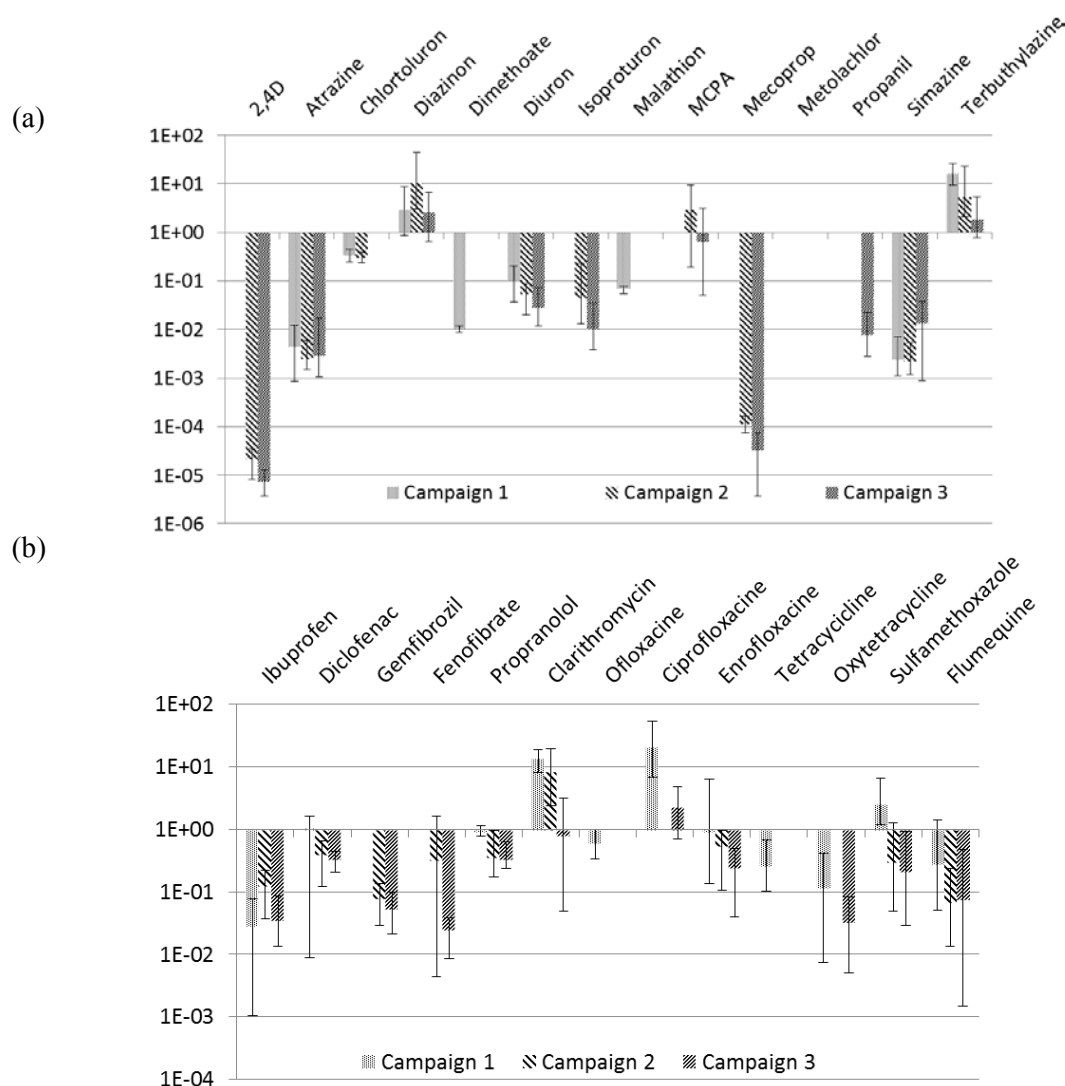 (a)
2,4D Atrazine Chlortoluron Diazinon Dimethoate Diuron Isoproturon Malathion MCPA Mecoprop Metolachlor Propanil Simazine Terbuthylazine
1E+02
1E+01
1E+00
1E-01
1E-02
1E-03
1E-04
1E-05
1E-06
Campaign 1 Campaign 2 Campaign 3
(b)
Ibuprofen Diclofenac Gemfibrozil Fenofibrate Propranolol Clarithromycin Ofloxacine Ciprofloxacine Enrofloxacine Tetracycicline Oxytetracycline Sulfamethoxazole Flumequine
1E+02
1E+01
1E+00
1E-01
1E-02
1E-03
1E-04
Campaign 1 Campaign 2 Campaign 3